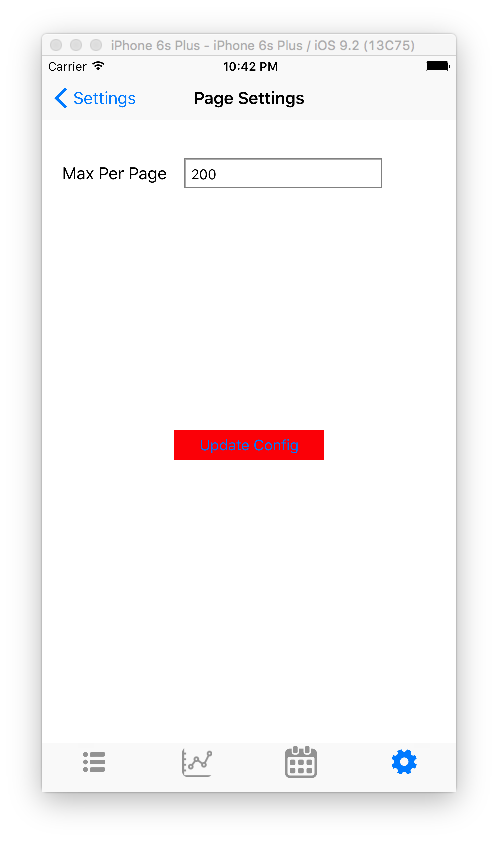 iPhone 6s Plus - iPhone 6s Plus / iOS 9.2 (13C75)
Carrier 10:42 PM
Settings Page Settings
Max Per Page 200
Update Config